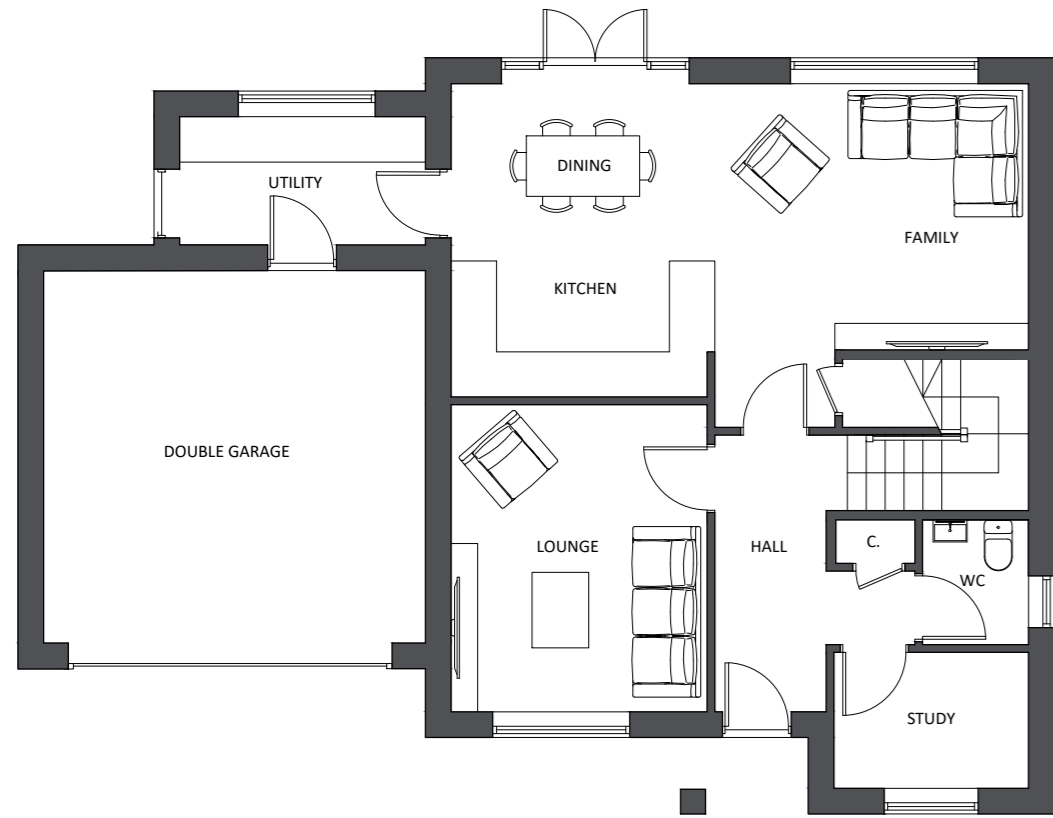 DINING
UTILITY
FAMILY
KITCHEN
DOUBLE GARAGE
LOUNGE
HALL
C.
WC
STUDY